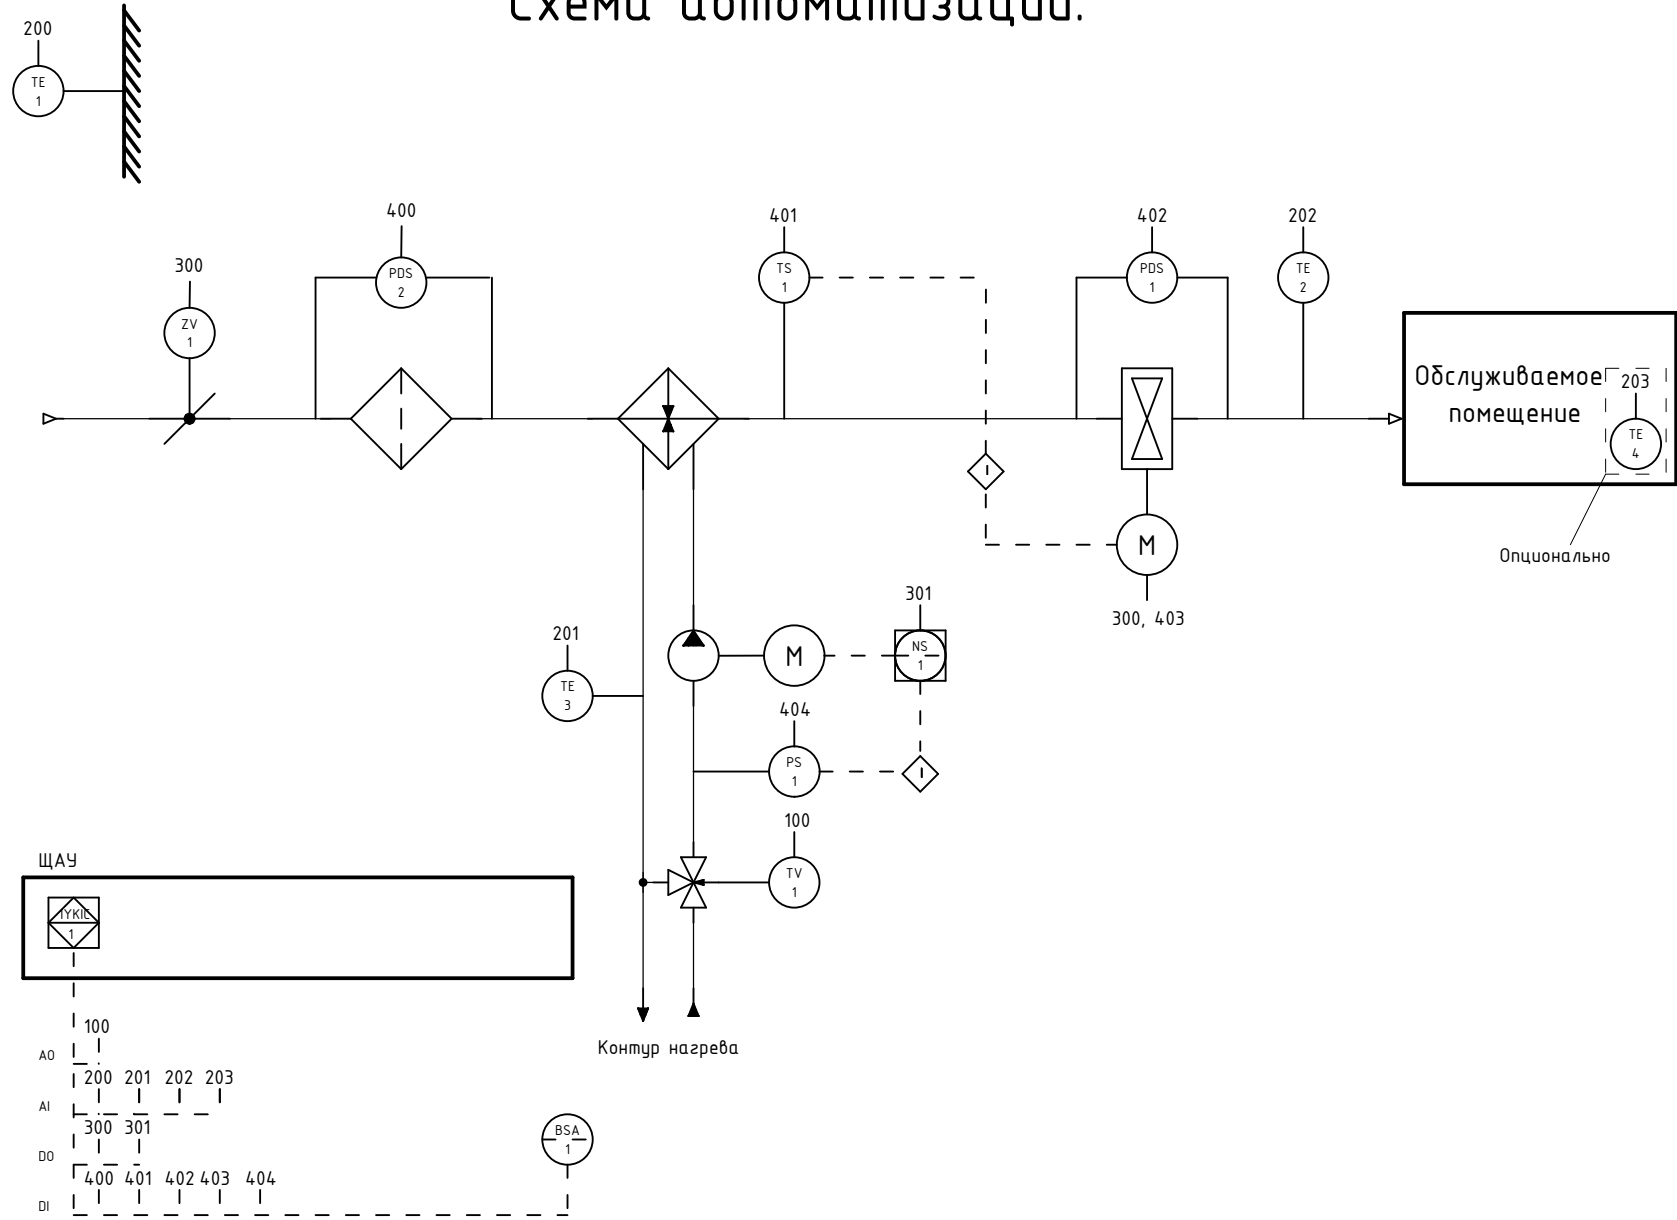 Схема автоматизации.
200
TE
1
400
PDS
2
300
ZV
1
401
TS
1
402
PDS
1
202
TE
2
Обслуживаемое
помещение
203
TE
4
Опционально
M
300, 403
301
NS
1
201
TE
3
M
404
PS
1
100
TV
1
ЩАУ
1
Контур нагрева
100
AO
200 201 202 203
AI
300 301
DO
BSA
1
400 401 402 403 404
DI